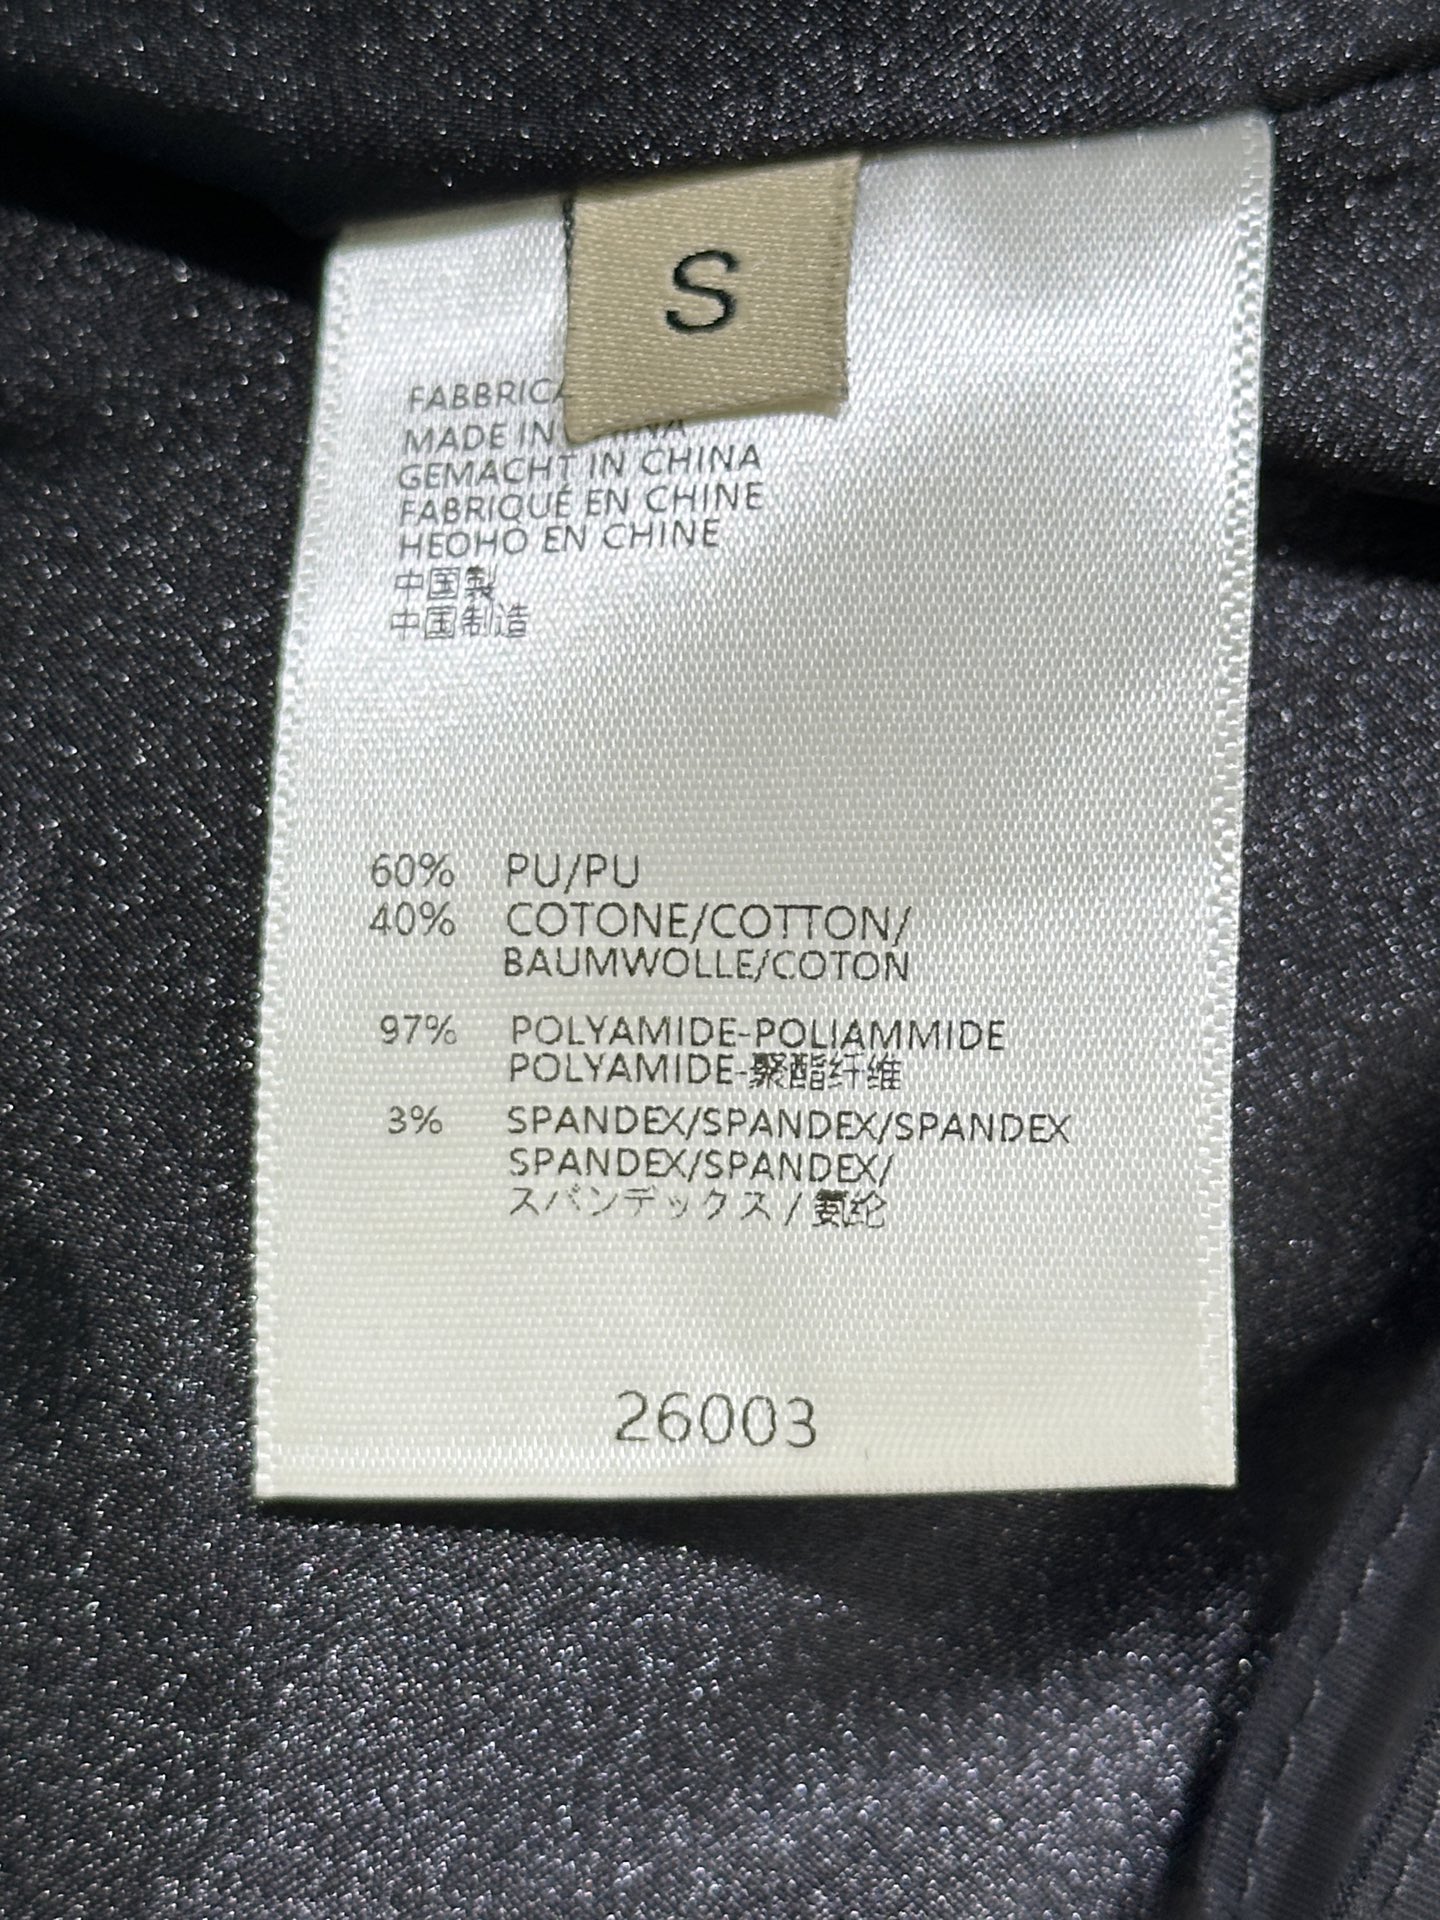 S
FABBRICA
MADE IN CHINA
GEMACHT IN CHINA
FABRIQUÉ EN CHINE
HEOHO EN CHINE
中国製
中国制造
60% PU/PU
40% COTONE/COTTON/
BAUMWOLLE/COTON
97% POLYAMIDE-POLIAMMIDE
POLYAMIDE-聚酯纤维
3% SPANDEX/SPANDEX/SPANDEX
SPANDEX/SPANDEX/
スパンデックス/氨纶
26003